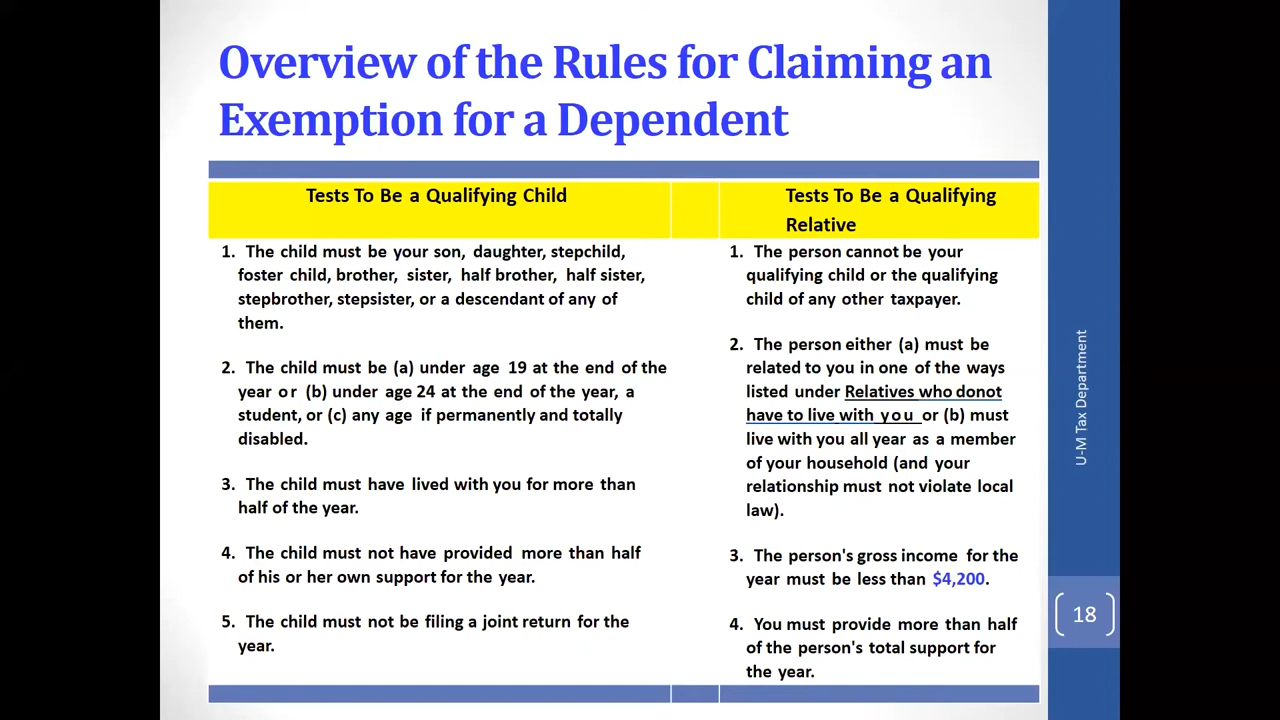 Overview of the Rules for Claiming an
Exemption for a Dependent
Tests To Be a Qualifying Child
1. The child must be your son, daughter, stepchild,
foster child, brother, sister, half brother, half sister,
stepbrother, stepsister, or a descendant of any of
them.
2. The child must be (a) under age 19 at the end of the
year or (b) under age 24 at the end of the year, a
student, or (c) any age if permanently and totally
disabled.
3. The child must have lived with you for more than
half of the year.
4. The child must not have provided more than half
of his or her own support for the year.
5. The child must not be filing a joint return for the
year.
Tests To Be a Qualifying
Relative
1. The person cannot be your
qualifying child or the qualifying
child of any other taxpayer.
2. The person either (a) must be
related to you in one of the ways
listed under Relatives who donot
have to live with you or (b) must
live with you all year as a member
of your household (and your
relationship must not violate local
law).
3. The person's gross income for the
year must be less than $4,200.
4. You must provide more than half
of the person's total support for
the year.
U-M Tax Department
18